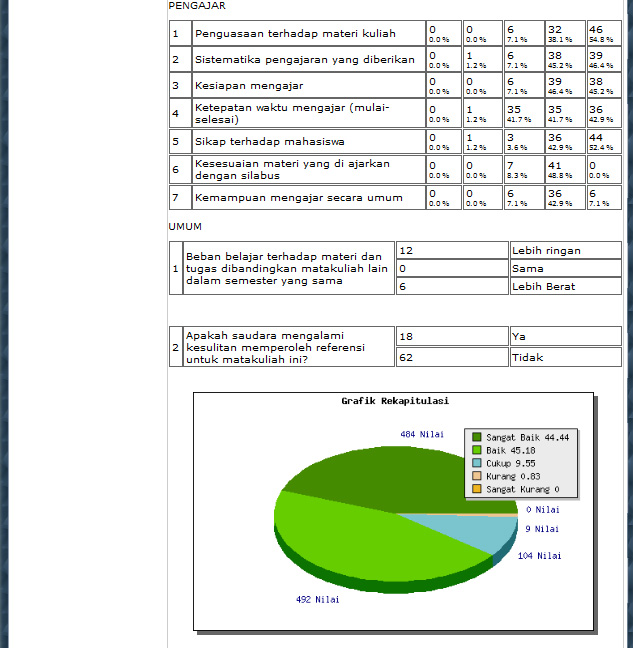 PENGAJAR
1 Penguasaan terhadap materi kuliah 0 0 6 32 46
0.0 % 0.0 % 7.1 % 38.1 % 54.8 %
2 Sistematika pengajaran yang diberikan 0 1 6 38 39
0.0 % 1.2 % 7.1 % 45.2 % 46.4 %
3 Kesiapan mengajar 0 0 6 39 38
0.0 % 0.0 % 7.1 % 46.4 % 45.2 %
4 Ketepatan waktu mengajar (mulai-
selesai) 0 1 35 35 36
0.0 % 1.2 % 41.7 % 41.7 % 42.9 %
5 Sikap terhadap mahasiswa 0 1 3 36 44
0.0 % 1.2 % 3.6 % 42.9 % 52.4 %
6 Kesesuaian materi yang di ajarkan
dengan silabus 0 0 7 41 0
0.0 % 0.0 % 8.3 % 48.8 % 0.0 %
7 Kemampuan mengajar secara umum 0 0 6 36 6
0.0 % 0.0 % 7.1 % 42.9 % 7.1 %
UMUM
1 Beban belajar terhadap materi dan
tugas dibandingkan matakuliah lain
dalam semester yang sama
12 Lebih ringan
0 Sama
6 Lebih Berat
2 Apakah saudara mengalami
kesulitan memperoleh referensi
untuk matakuliah ini?
18 Ya
62 Tidak
Grafik Rekapitulasi
484 Nilai
Sangat Baik 44.44
Baik 45.18
Cukup 9.55
Kurang 0.83
Sangat Kurang 0
0 Nilai
9 Nilai
104 Nilai
492 Nilai